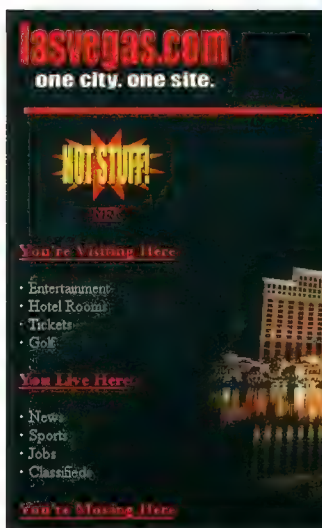 lasvegas.com
one city. one site.
HOT STUFF!
You're Visiting Here
· Entertainment
· Hotel Rooms
· Tickets
· Golf
You Live Here
· News
· Sports
· Jobs
· Classifieds
You're Moving Here